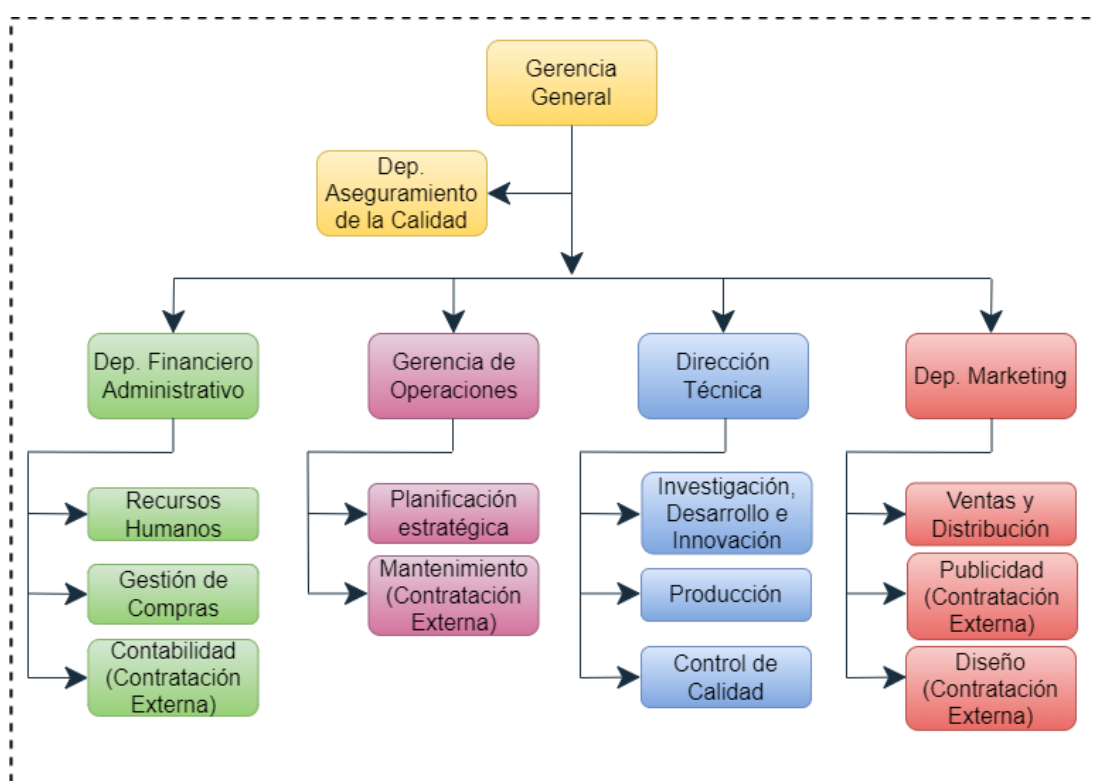 Gerencia
General
Dep.
Aseguramiento
de la Calidad
Dep. Financiero
Administrativo
Gerencia de
Operaciones
Dirección
Técnica
Dep. Marketing
Recursos
Humanos
Gestión de
Compras
Contabilidad
(Contratación
Externa)
Planificación
estratégica
Mantenimiento
(Contratación
Externa)
Investigación,
Desarrollo e
Innovación
Producción
Control de
Calidad
Ventas y
Distribución
Publicidad
(Contratación
Externa)
Diseño
(Contratación
Externa)